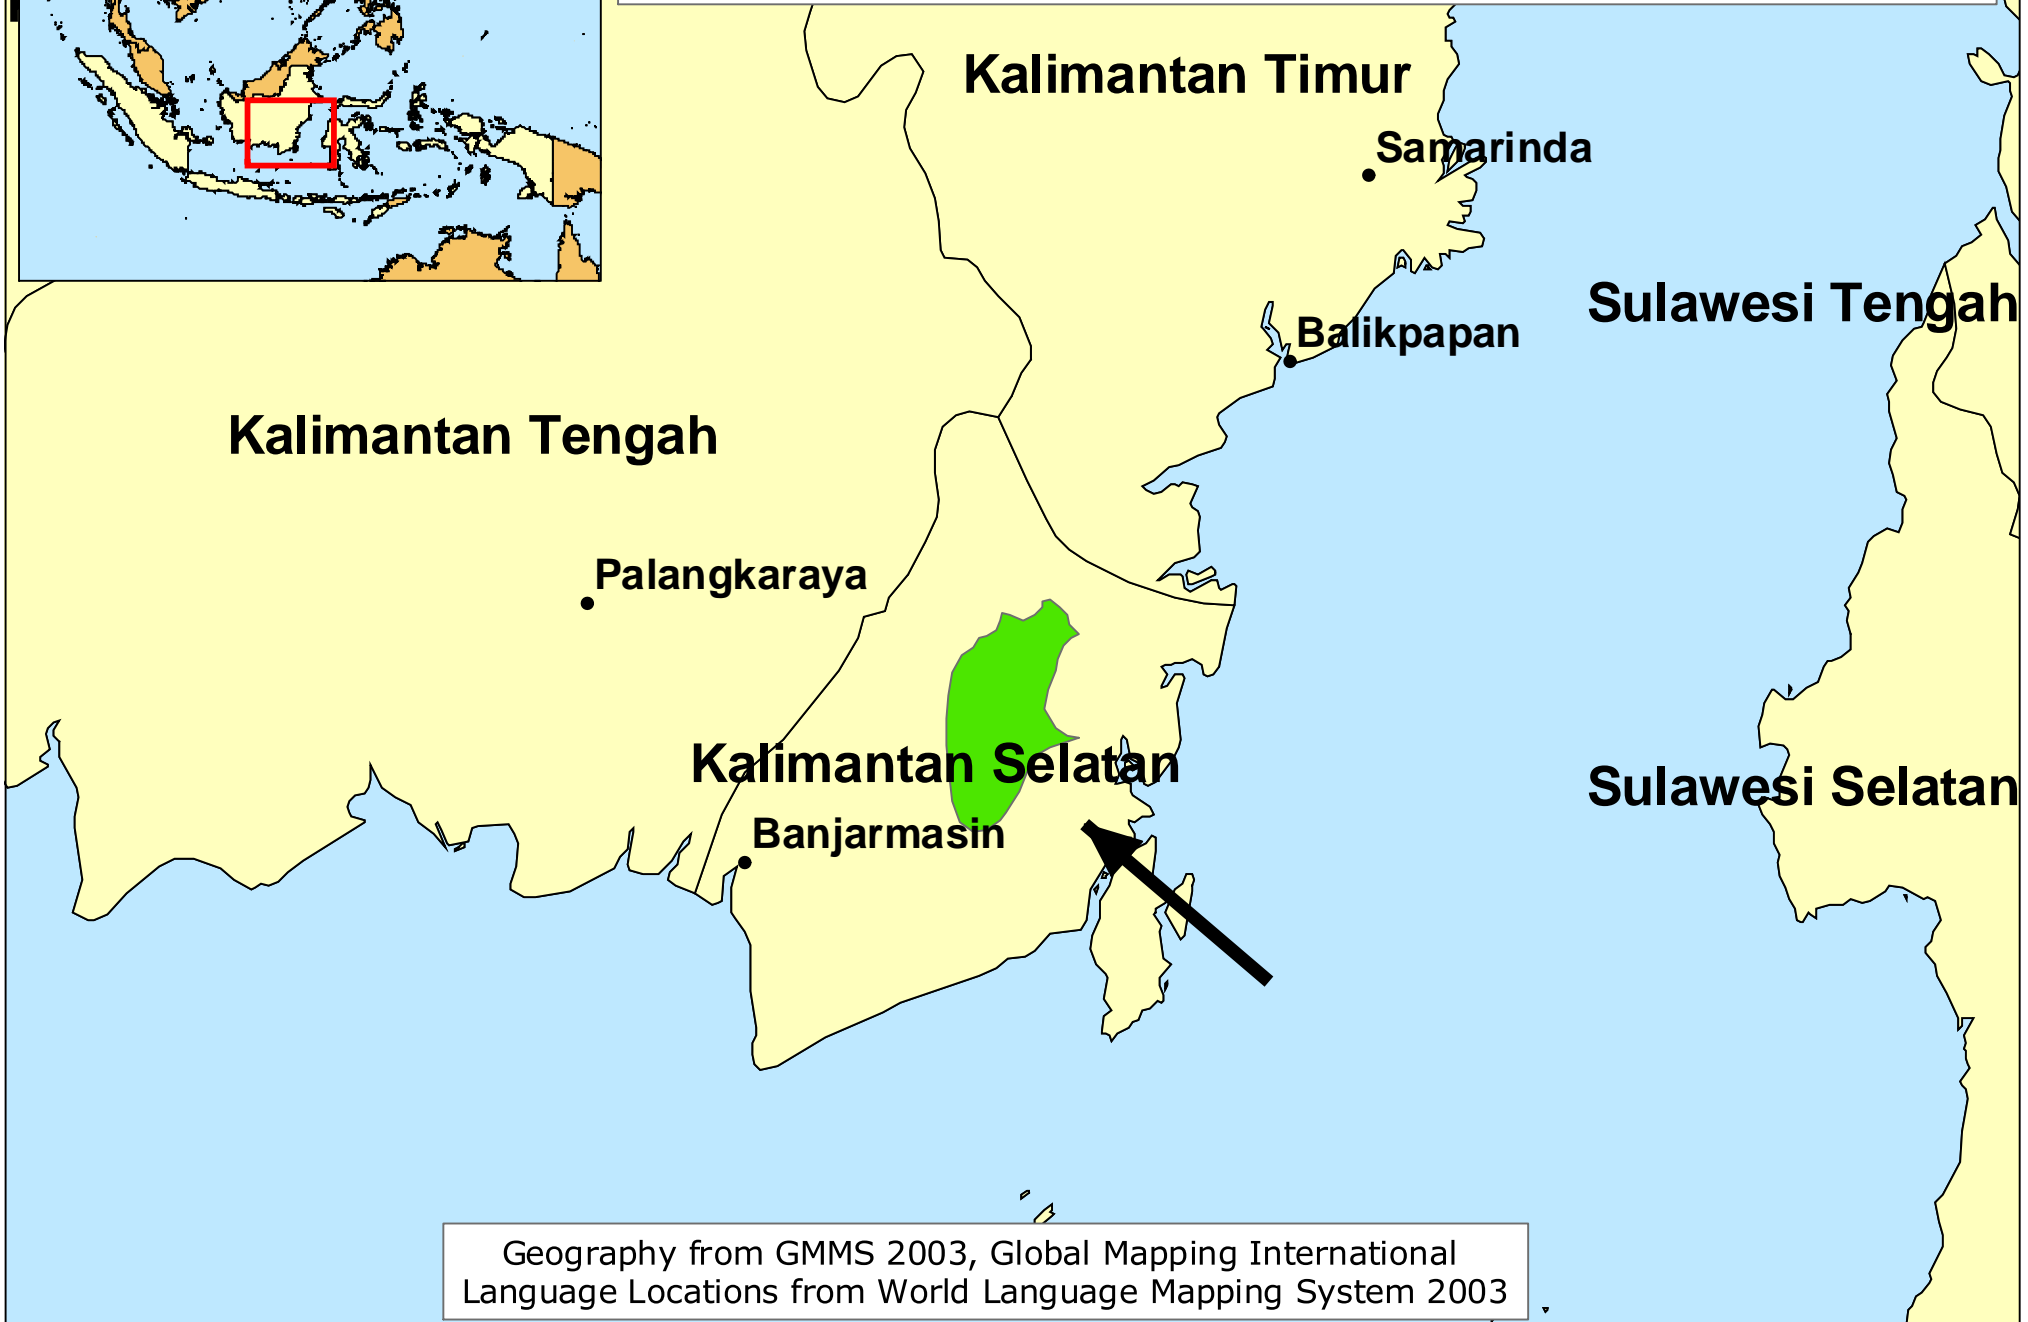 Kalimantan Timur
Samarinda
Sulawesi Tengah
Balikpapan
Kalimantan Tengah
Palangkaraya
Kalimantan Selatan
Sulawesi Selatan
Banjarmasin
Geography from GMMS 2003, Global Mapping International
Language Locations from World Language Mapping System 2003